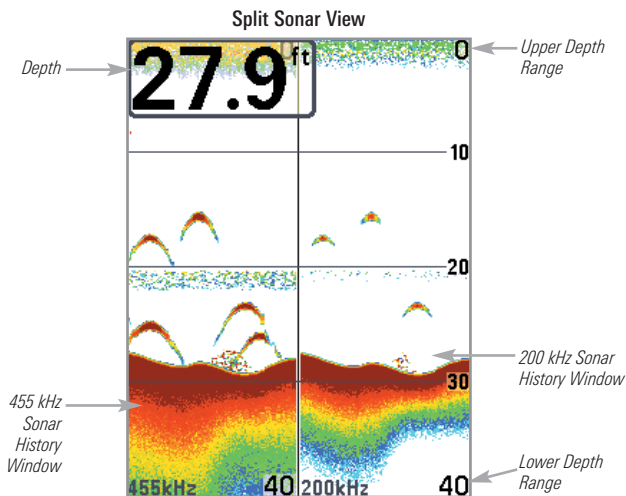 Split Sonar View
Depth
27.9
ft
0
Upper Depth
Range
10
20
200 kHz Sonar
History Window
30
455 kHz
Sonar
History
Window
455kHz
40
200kHz
40
Lower Depth
Range